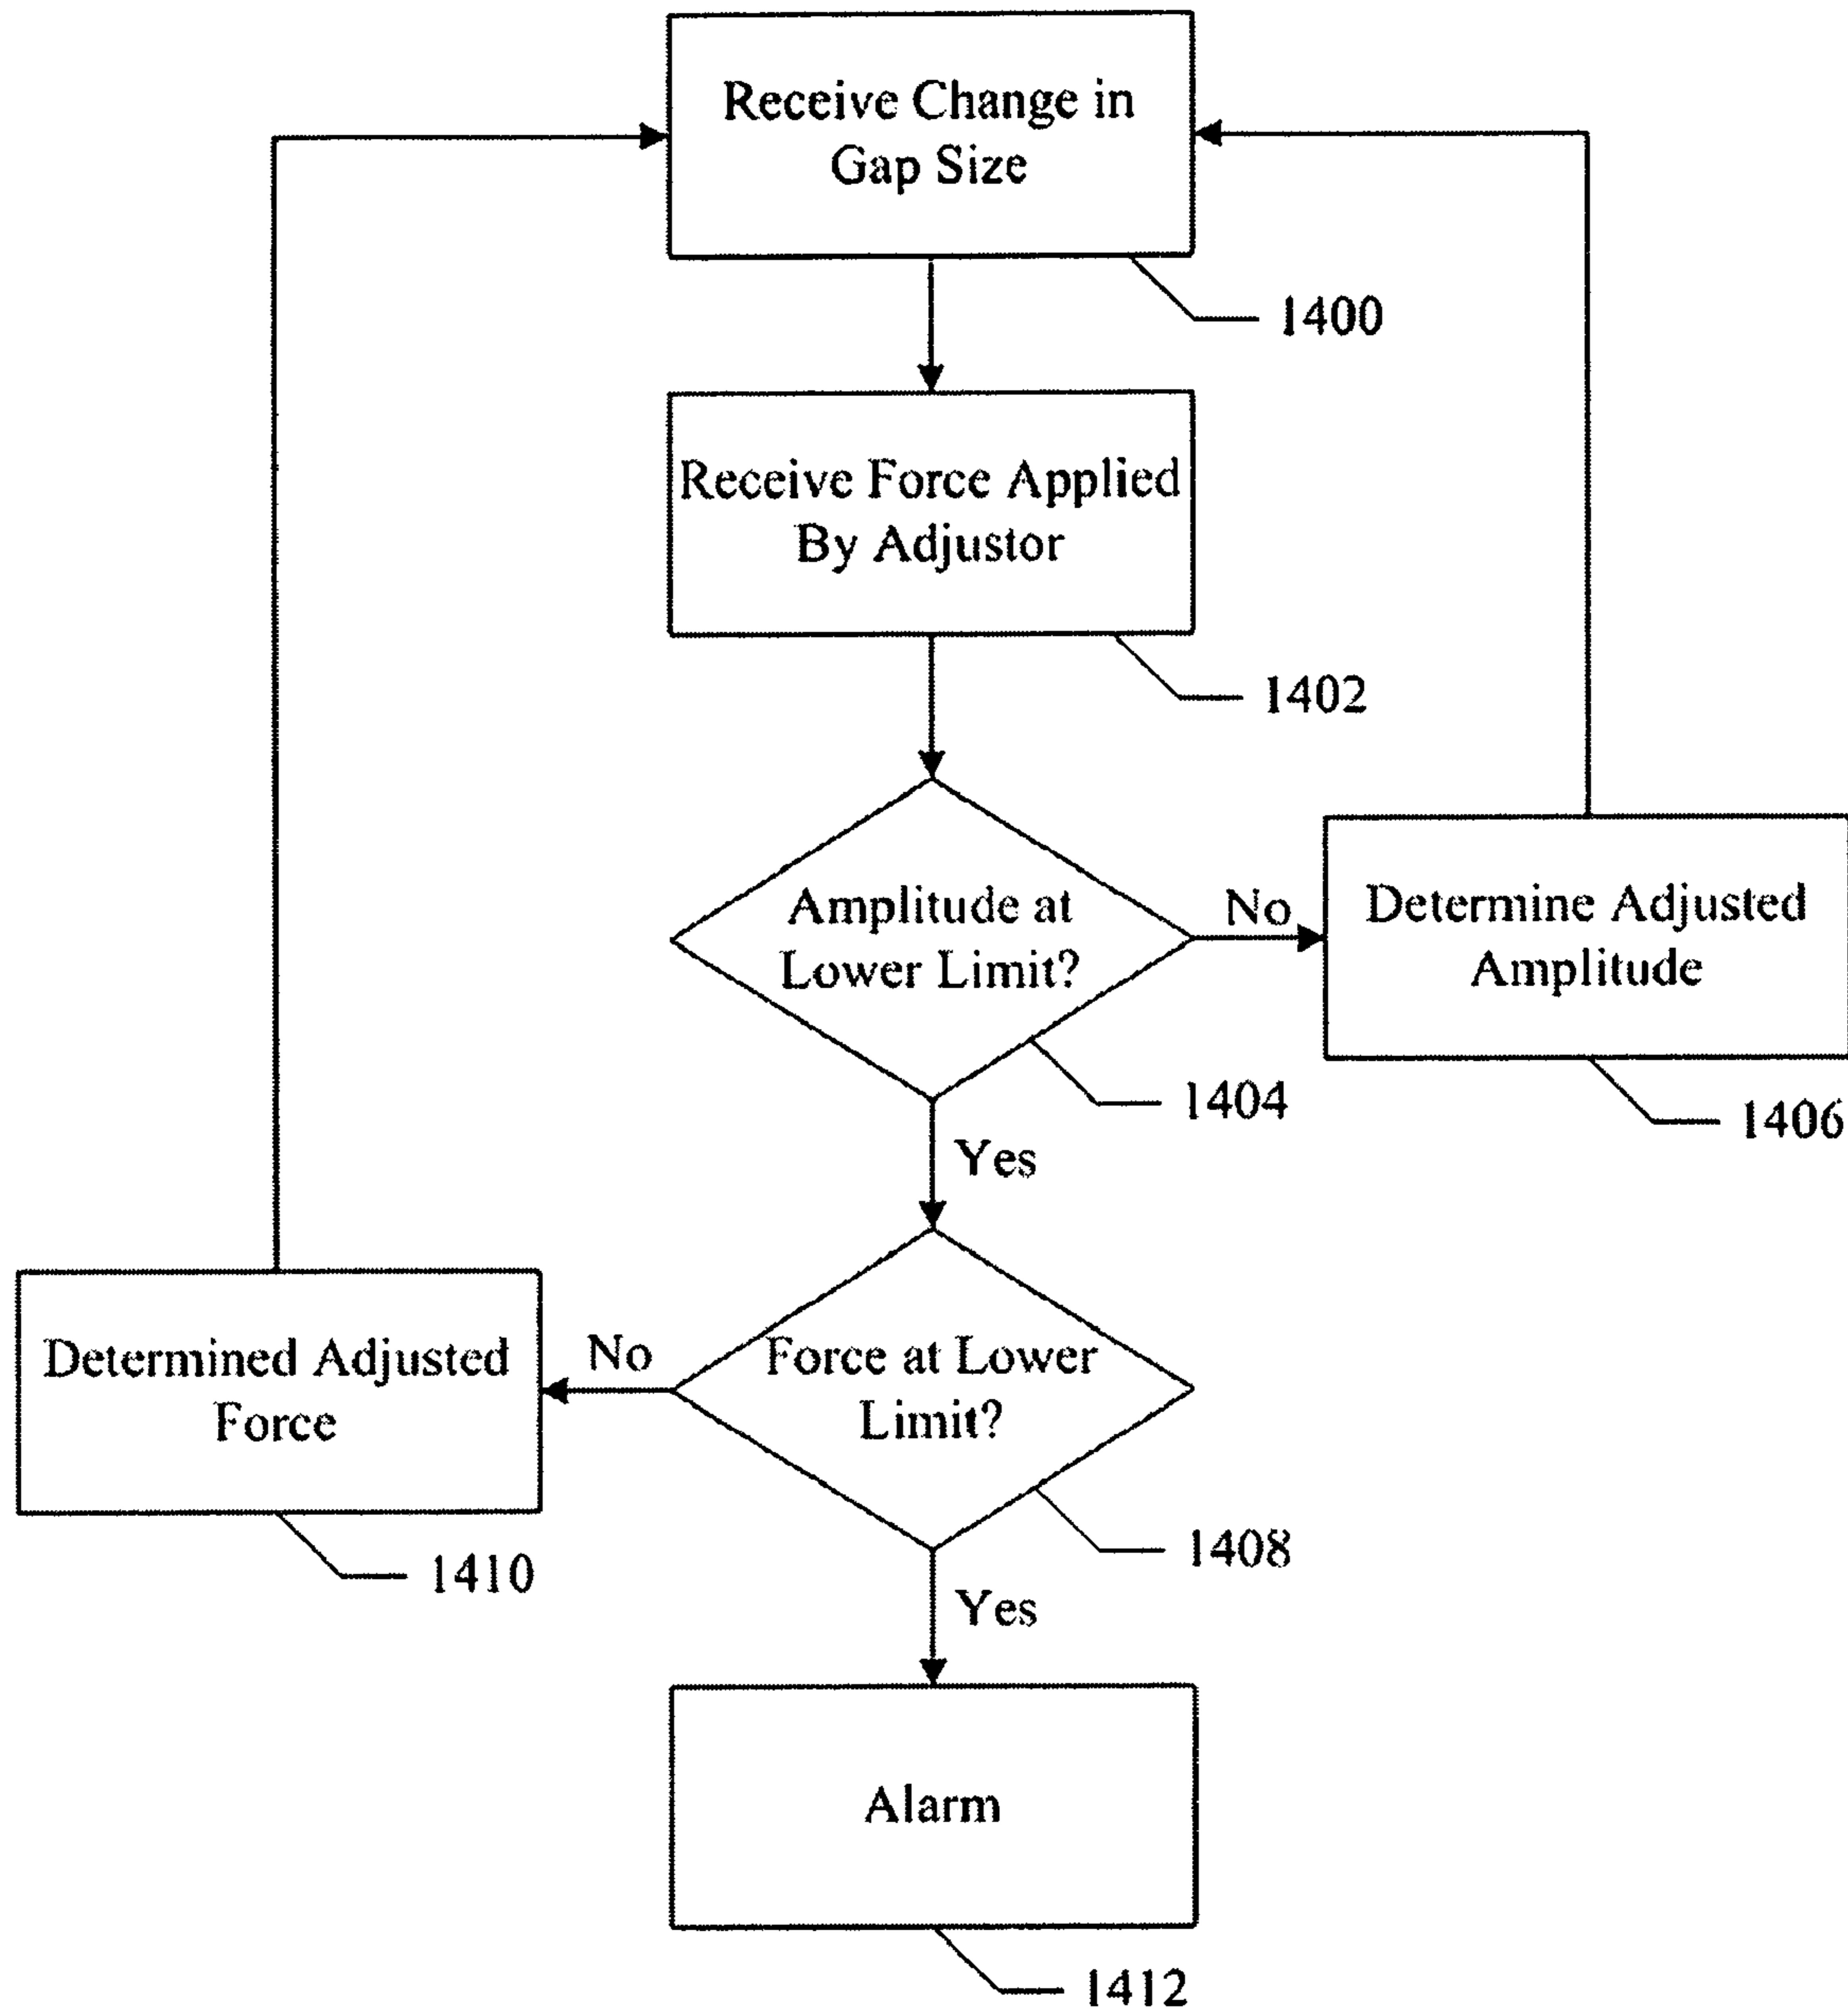 Receive Change in
Gap Size
1400
Receive Force Applied
By Adjustor
1402
Amplitude at
Lower Limit?
No
Determine Adjusted
Amplitude
1404
1406
Yes
Determined Adjusted
Force
No
Force at Lower
Limit?
1408
1410
Yes
Alarm
1412